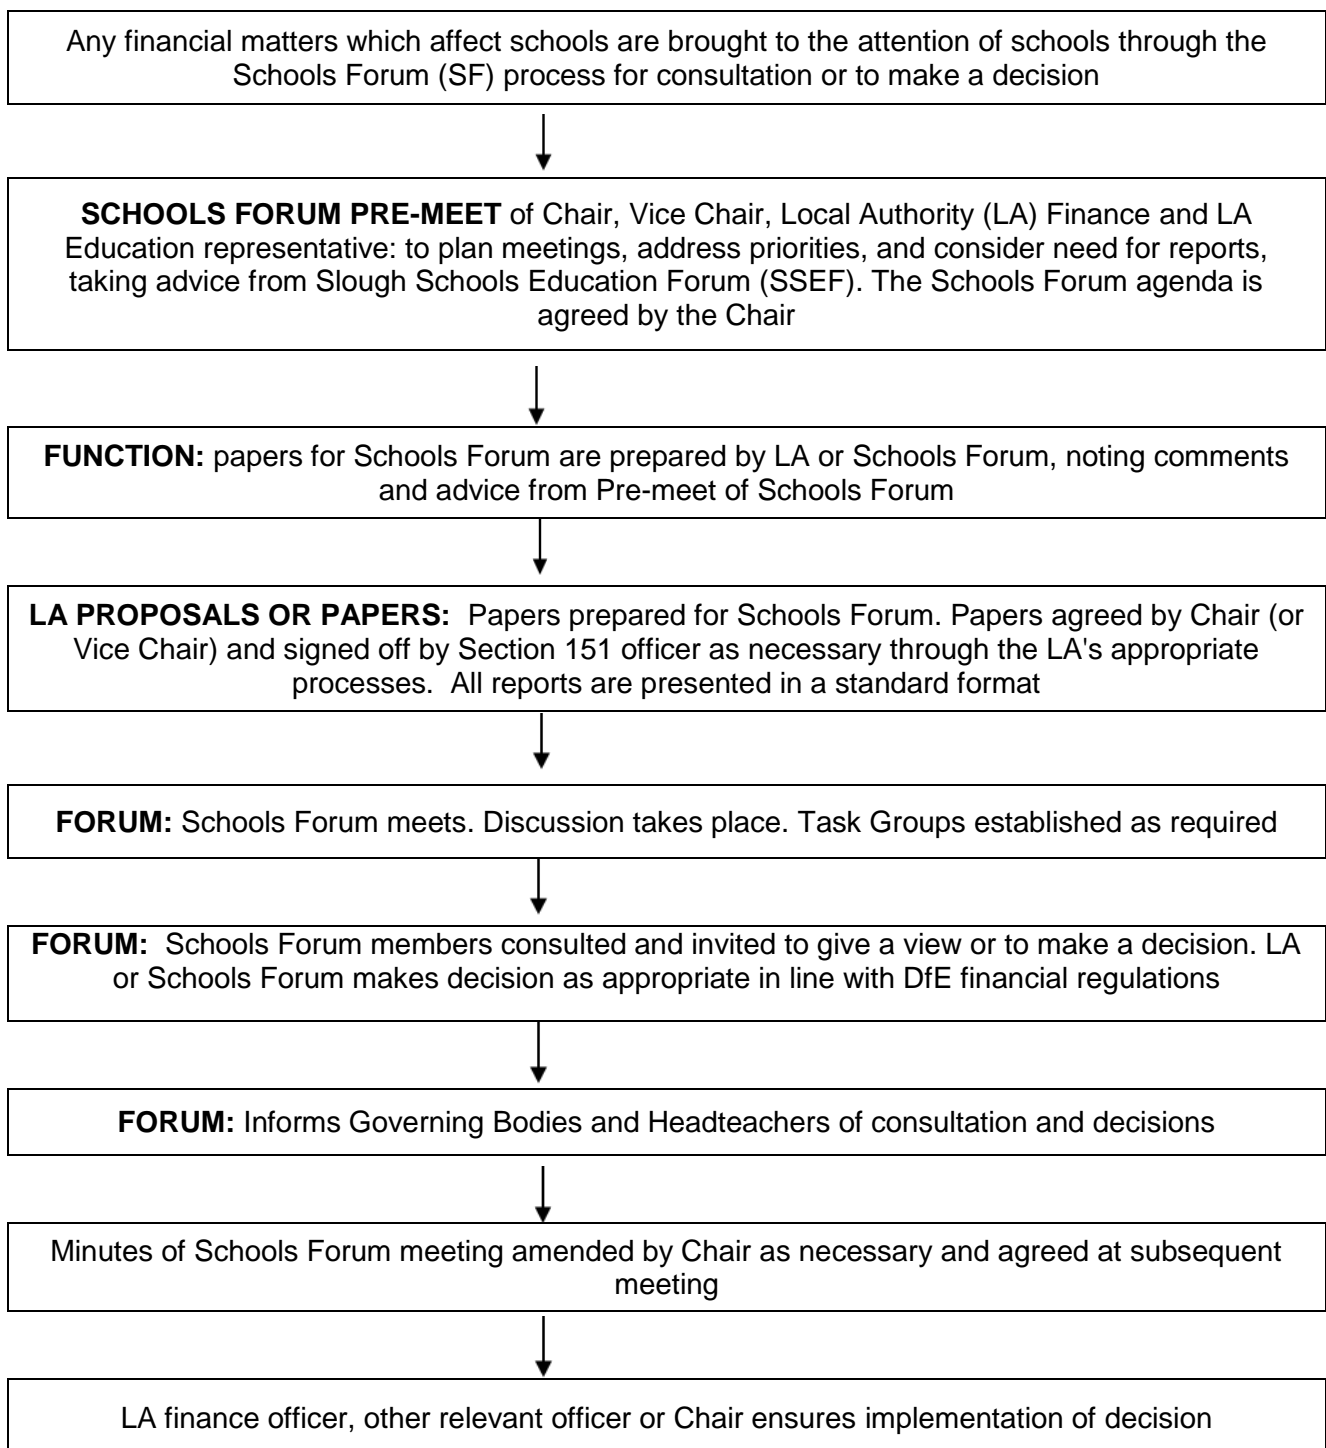 Any financial matters which affect schools are brought to the attention of schools through the
Schools Forum (SF) process for consultation or to make a decision
SCHOOLS FORUM PRE-MEET of Chair, Vice Chair, Local Authority (LA) Finance and LA
Education representative: to plan meetings, address priorities, and consider need for reports,
taking advice from Slough Schools Education Forum (SSEF). The Schools Forum agenda is
agreed by the Chair
FUNCTION: papers for Schools Forum are prepared by LA or Schools Forum, noting comments
and advice from Pre-meet of Schools Forum
LA PROPOSALS OR PAPERS: Papers prepared for Schools Forum. Papers agreed by Chair (or
Vice Chair) and signed off by Section 151 officer as necessary through the LA's appropriate
processes. All reports are presented in a standard format
FORUM: Schools Forum meets. Discussion takes place. Task Groups established as required
FORUM: Schools Forum members consulted and invited to give a view or to make a decision. LA
or Schools Forum makes decision as appropriate in line with DfE financial regulations
FORUM: Informs Governing Bodies and Headteachers of consultation and decisions
Minutes of Schools Forum meeting amended by Chair as necessary and agreed at subsequent
meeting
LA finance officer, other relevant officer or Chair ensures implementation of decision